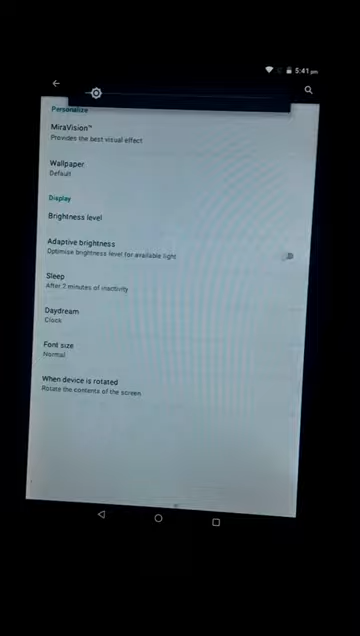 5:41 pm
Personalize
MiraVision™
Provides the best visual effect
Wallpaper
Default
Display
Brightness level
Adaptive brightness
Optimise brightness level for available light
Sleep
After 2 minutes of inactivity
Daydream
Clock
Font size
Normal
When device is rotated
Rotate the contents of the screen